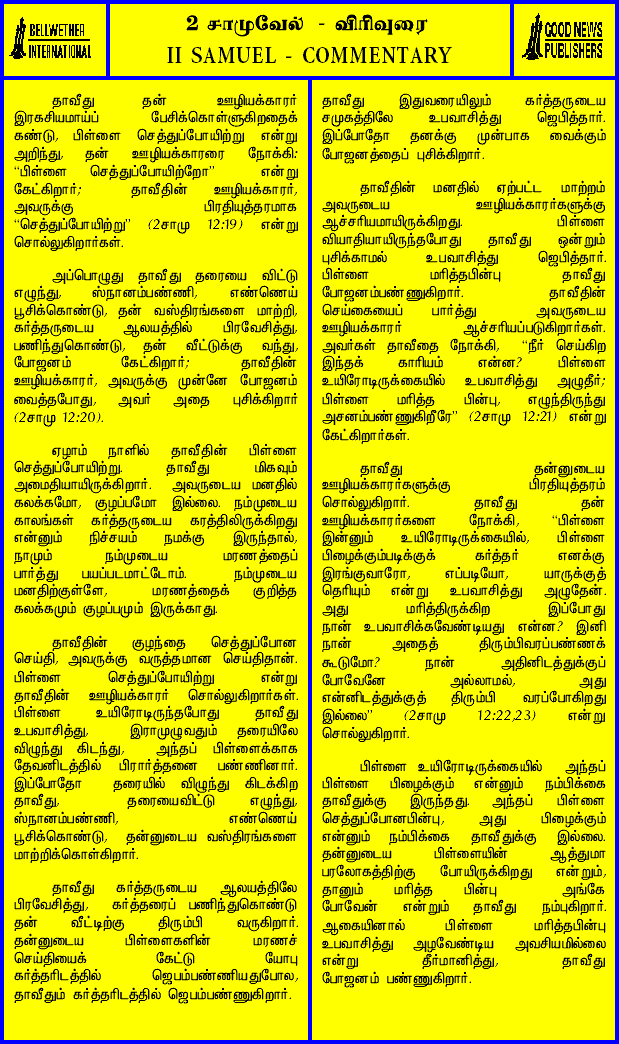 BELLWETHER
INTERNATIONAL
2 சாமுவேல் - விரிவுரை
II SAMUEL - COMMENTARY
GOOD NEWS
PUBLISHERS
தாவீது தன் ஊழியக்காரர்
இரகசியமாய்ப் பேசிக்கொள்ளுகிறதைக்
கண்டு, பிள்ளை செத்துப்போயிற்று என்று
அறிந்து, தன் ஊழியக்காரரை நோக்கி:
“பிள்ளை செத்துப்போயிற்றோ” என்று
கேட்கிறார்; தாவீதின் ஊழியக்காரர்,
அவருக்கு பிரதியுத்தரமாக
“செத்துப்போயிற்று” (2சாமு 12:19) என்று
சொல்லுகிறார்கள்.
அப்பொழுது தாவீது தரையை விட்டு
எழுந்து, ஸ்நானம்பண்ணி, எண்ணெய்
பூசிக்கொண்டு, தன் வஸ்திரங்களை மாற்றி,
கர்த்தருடைய ஆலயத்தில் பிரவேசித்து,
பணிந்துகொண்டு, தன் வீட்டுக்கு வந்து,
போஜனம் கேட்கிறார்; தாவீதின்
ஊழியக்காரர், அவருக்கு முன்னே போஜனம்
வைத்தபோது, அவர் அதை புசிக்கிறார்
(2சாமு 12:20).
ஏழாம் நாளில் தாவீதின் பிள்ளை
செத்துப்போயிற்று. தாவீது மிகவும்
அமைதியாயிருக்கிறார். அவருடைய மனதில்
கலக்கமோ, குழப்பமோ இல்லை. நம்முடைய
காலங்கள் கர்த்தருடைய கரத்திலிருக்கிறது
என்னும் நிச்சயம் நமக்கு இருந்தால்,
நாமும் நம்முடைய மரணத்தைப்
பார்த்து பயப்படமாட்டோம். நம்முடைய
மனதிற்குள்ளே, மரணத்தைக் குறித்த
கலக்கமும் குழப்பமும் இருக்காது.
தாவீதின் குழந்தை செத்துப்போன
செய்தி, அவருக்கு வருத்தமான செய்திதான்.
பிள்ளை செத்துப்போயிற்று என்று
தாவீதின் ஊழியக்காரர் சொல்லுகிறார்கள்.
பிள்ளை உயிரோடிருந்தபோது தாவீது
உபவாசித்து, இராமுழுவதும் தரையிலே
விழுந்து கிடந்து, அந்தப் பிள்ளைக்காக
தேவனிடத்தில் பிரார்த்தனை பண்ணினார்.
இப்போதோ தரையில் விழுந்து கிடக்கிற
தாவீது, தரையைவிட்டு எழுந்து,
ஸ்நானம்பண்ணி, எண்ணெய்
பூசிக்கொண்டு, தன்னுடைய வஸ்திரங்களை
மாற்றிக்கொள்கிறார்.
தாவீது கர்த்தருடைய ஆலயத்திலே
பிரவேசித்து, கர்த்தரைப் பணிந்துகொண்டு
தன் வீட்டிற்கு திரும்பி வருகிறார்.
தன்னுடைய பிள்ளைகளின் மரணச்
செய்தியைக் கேட்டு யோபு
கர்த்தரிடத்தில் ஜெபம்பண்ணியதுபோல,
தாவீதும் கர்த்தரிடத்தில் ஜெபம்பண்ணுகிறார்.
தாவீது இதுவரையிலும் கர்த்தருடைய
சமுகத்திலே உபவாசித்து ஜெபித்தார்.
இப்போதோ தனக்கு முன்பாக வைக்கும்
போஜனத்தைப் புசிக்கிறார்.
தாவீதின் மனதில் ஏற்பட்ட மாற்றம்
அவருடைய ஊழியக்காரர்களுக்கு
ஆச்சரியமாயிருக்கிறது. பிள்ளை
வியாதியாயிருந்தபோது தாவீது ஒன்றும்
புசிக்காமல் உபவாசித்து ஜெபித்தார்.
பிள்ளை மரித்தபின்பு தாவீது
போஜனம்பண்ணுகிறார். தாவீதின்
செய்கையைப் பார்த்து அவருடைய
ஊழியக்காரர் ஆச்சரியப்படுகிறார்கள்.
அவர்கள் தாவீதை நோக்கி, “நீர் செய்கிற
இந்தக் காரியம் என்ன? பிள்ளை
உயிரோடிருக்கையில் உபவாசித்து அழுதீர்;
பிள்ளை மரித்த பின்பு, எழுந்திருந்து
அசனம்பண்ணுகிறீரே” (2சாமு 12:21) என்று
கேட்கிறார்கள்.
தாவீது தன்னுடைய
ஊழியக்காரர்களுக்கு பிரதியுத்தரம்
சொல்லுகிறார். தாவீது தன்
ஊழியக்காரர்களை நோக்கி, “பிள்ளை
இன்னும் உயிரோடிருக்கையில், பிள்ளை
பிழைக்கும்படிக்குக் கர்த்தர் எனக்கு
இரங்குவாரோ, எப்படியோ, யாருக்குத்
தெரியும் என்று உபவாசித்து அழுதேன்.
அது மரித்திருக்கிற இப்போது
நான் உபவாசிக்கவேண்டியது என்ன? இனி
நான் அதைத் திரும்பிவரப்பண்ணக்
கூடுமோ? நான் அதினிடத்துக்குப்
போவேனே அல்லாமல், அது
என்னிடத்துக்குத் திரும்பி வரப்போகிறது
இல்லை” (2சாமு 12:22,23) என்று
சொல்லுகிறார்.
பிள்ளை உயிரோடிருக்கையில் அந்தப்
பிள்ளை பிழைக்கும் என்னும் நம்பிக்கை
தாவீதுக்கு இருந்தது. அந்தப் பிள்ளை
செத்துப்போனபின்பு, அது பிழைக்கும்
என்னும் நம்பிக்கை தாவீதுக்கு இல்லை.
தன்னுடைய பிள்ளையின் ஆத்துமா
பரலோகத்திற்கு போயிருக்கிறது என்றும்,
தானும் மரித்த பின்பு அங்கே
போவேன் என்றும் தாவீது நம்புகிறார்.
ஆகையினால் பிள்ளை மரித்தபின்பு
உபவாசித்து அழவேண்டிய அவசியமில்லை
என்று தீர்மானித்து, தாவீது
போஜனம் பண்ணுகிறார்.